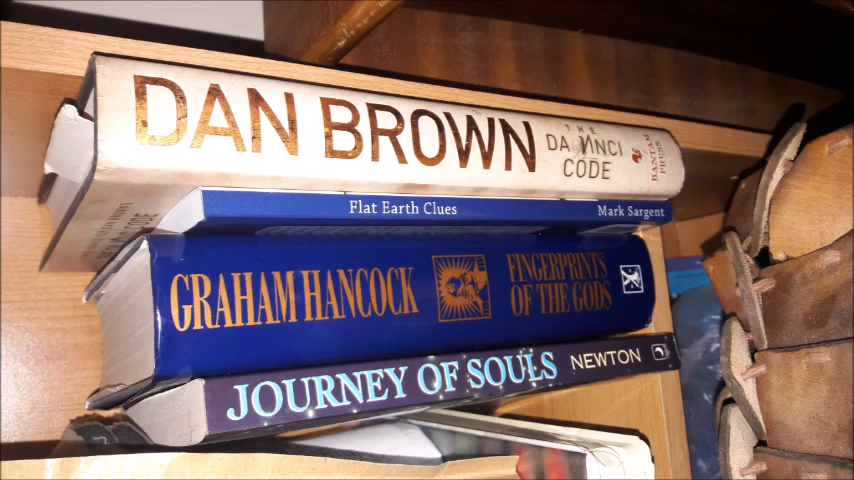 DAN BROWN
THE
DA VINCI
CODE
BANTAM
PRESS
Flat Earth Clues
Mark Sargent
GRAHAM HANCOCK
FINGERPRINTS
OF THE GODS
JOURNEY OF SOULS
NEWTON